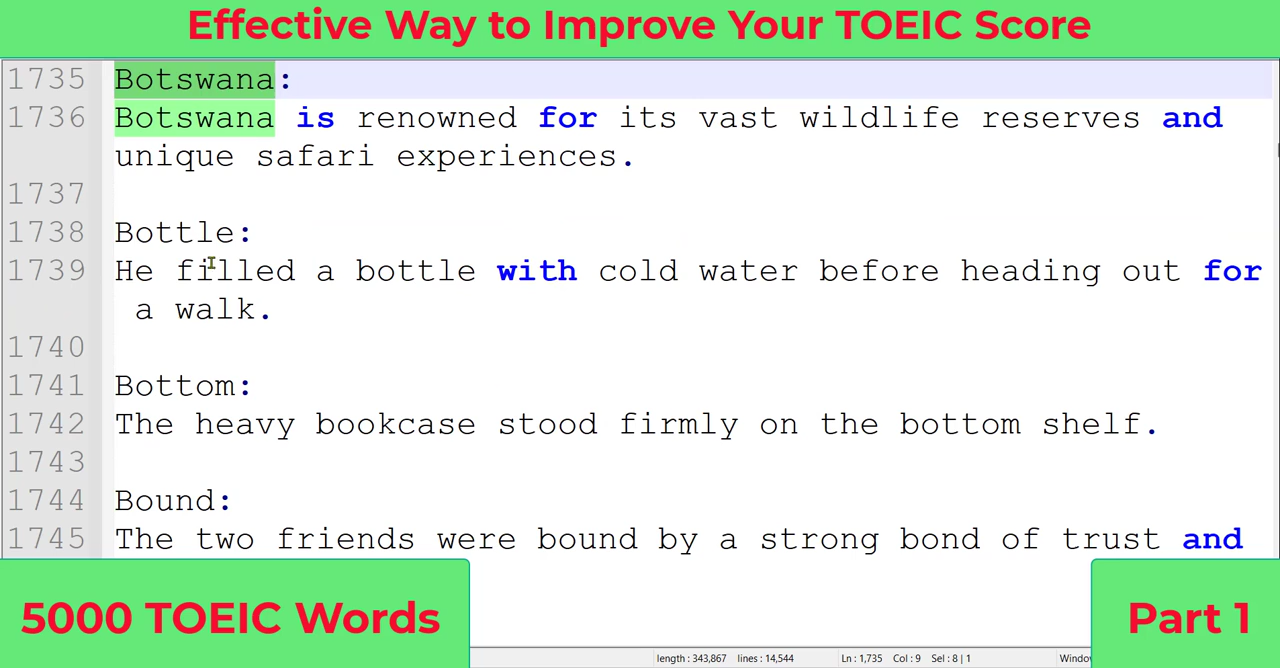 Effective Way to Improve Your TOEIC Score
1735 Botswana:
1736 Botswana is renowned for its vast wildlife reserves and
unique safari experiences.
1737
1738 Bottle:
1739 He filled a bottle with cold water before heading out for
a walk.
1740
1741 Bottom:
1742 The heavy bookcase stood firmly on the bottom shelf.
1743
1744 Bound:
1745 The two friends were bound by a strong bond of trust and
5000 TOEIC Words
Part 1
length : 343,867 lines : 14,544 Ln : 1,735 Col : 9 Sel : 8 | 1